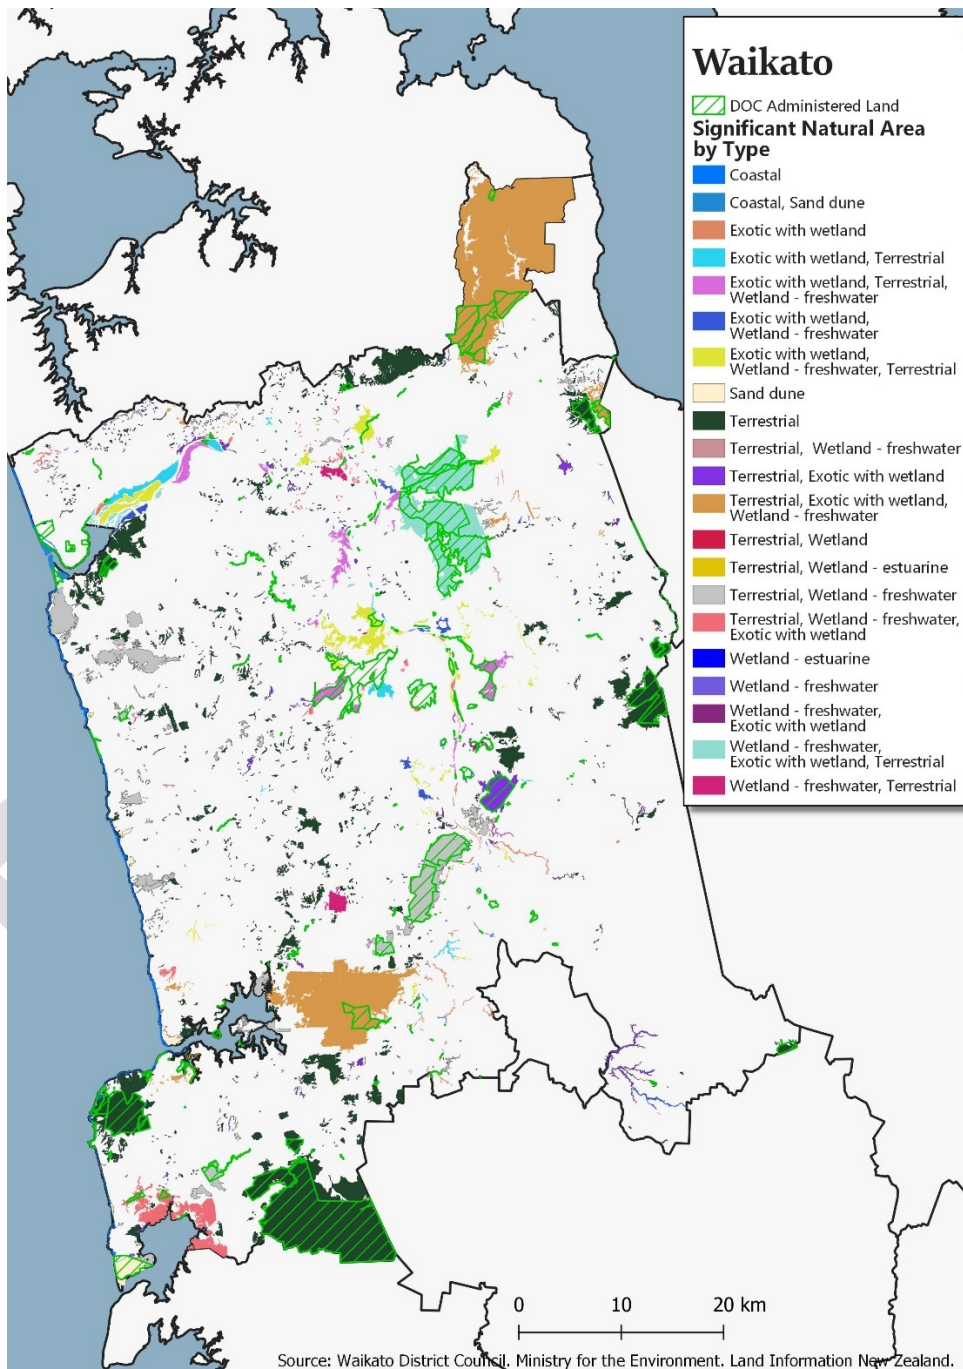 Waikato
DOC Administered Land
Significant Natural Area
by Type
Coastal
Coastal, Sand dune
Exotic with wetland
Exotic with wetland, Terrestrial
Exotic with wetland, Terrestrial,
Wetland - freshwater
Exotic with wetland,
Wetland - freshwater
Exotic with wetland,
Wetland - freshwater, Terrestrial
Sand dune
Terrestrial
Terrestrial, Wetland - freshwater
Terrestrial, Exotic with wetland
Terrestrial, Exotic with wetland,
Wetland - freshwater
Terrestrial, Wetland
Terrestrial, Wetland - estuarine
Terrestrial, Wetland - freshwater
Terrestrial, Wetland - freshwater,
Exotic with wetland
Wetland - estuarine
Wetland - freshwater
Wetland - freshwater,
Exotic with wetland
Wetland - freshwater,
Exotic with wetland, Terrestrial
Wetland - freshwater, Terrestrial
0 10 20 km
Source: Waikato District Council. Ministry for the Environment. Land Information New Zealand.